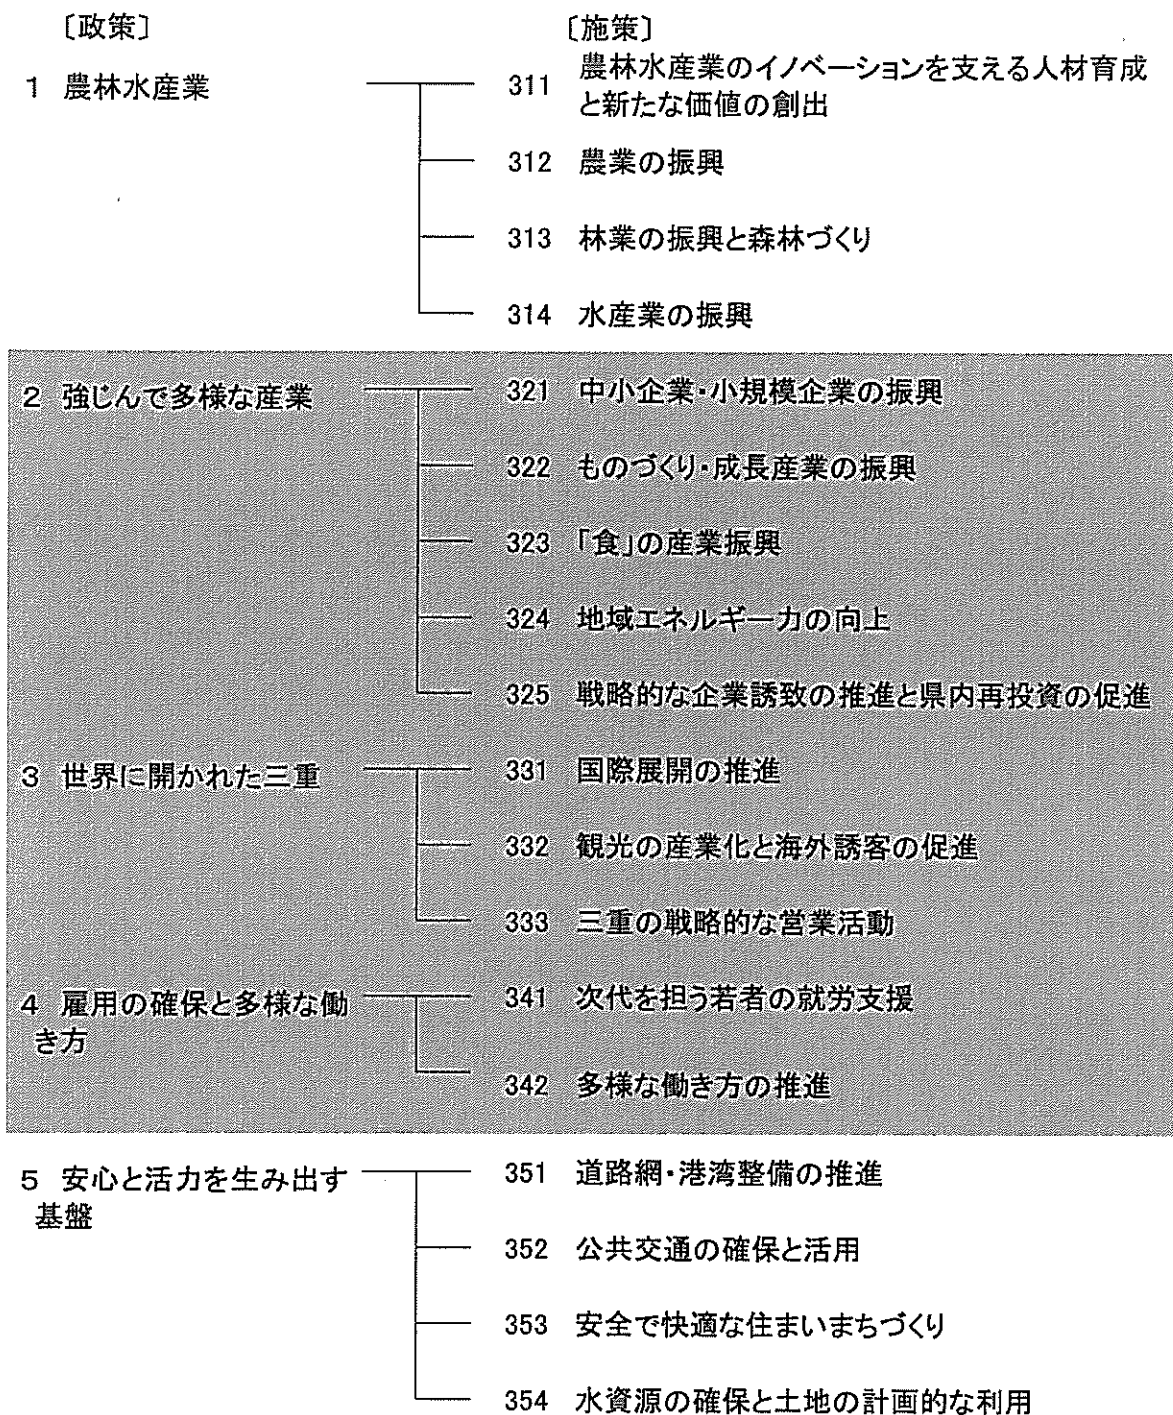 〔政策〕 〔施策〕
1 農林水産業
311 農林水産業のイノベーションを支える人材育成
と新たな価値の創出
312 農業の振興
313 林業の振興と森林づくり
314 水産業の振興
2 強じんで多様な産業
321 中小企業・小規模企業の振興
322 ものづくり・成長産業の振興
323 「食」の産業振興
324 地域エネルギー力の向上
325 戦略的な企業誘致の推進と県内再投資の促進
3 世界に開かれた三重
331 国際展開の推進
332 観光の産業化と海外誘客の促進
333 三重の戦略的な営業活動
4 雇用の確保と多様な働
き方
341 次代を担う若者の就労支援
342 多様な働き方の推進
5 安心と活力を生み出す
基盤
351 道路網・港湾整備の推進
352 公共交通の確保と活用
353 安全で快適な住まいまちづくり
354 水資源の確保と土地の計画的な利用